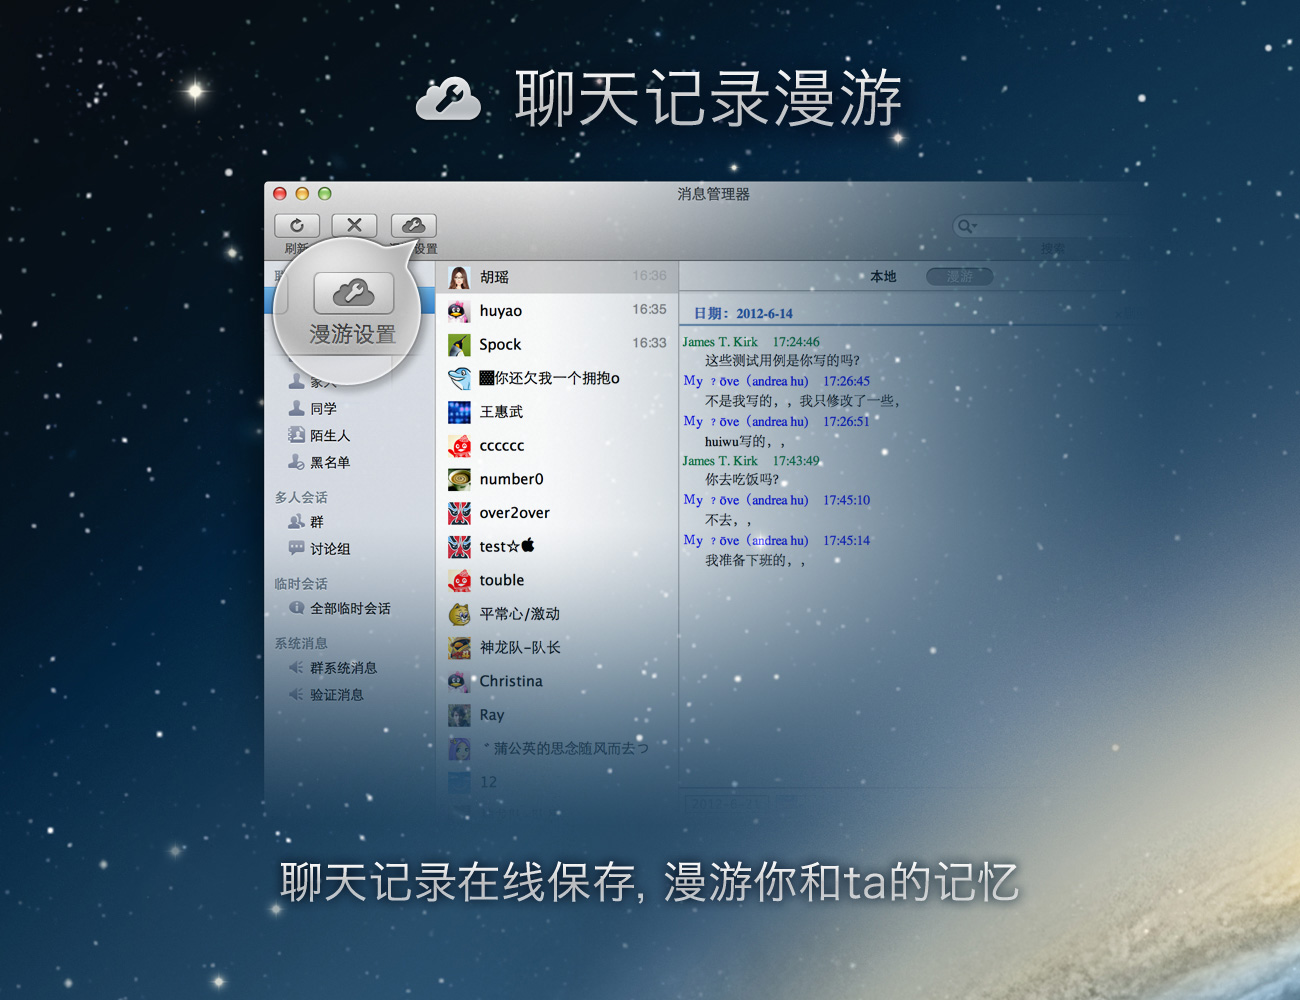 聊天记录漫游
消息管理器
刷新
设置
搜索
漫游设置
家人
同学
陌生人
黑名单
多人会话
群
讨论组
临时会话
全部临时会话
系统消息
群系统消息
验证消息
胡瑶 16:36
huyao 16:35
Spock 16:33
你还欠我一个拥抱o
王惠武
cccccc
number0
over2over
test☆
touble
平常心/激动
神龙队-队长
Christina
Ray
°蒲公英的思念随风而去つ
12
本地 漫游
日期：2012-6-14
James T. Kirk 17:24:46
这些测试用例是你写的吗?
My ？ōve（andrea hu) 17:26:45
不是我写的，，我只修改了一些，
My ？ōve（andrea hu) 17:26:51
huiwu写的，，
James T. Kirk 17:43:49
你去吃饭吗?
My ？ōve（andrea hu) 17:45:10
不去，，
My ？ōve（andrea hu) 17:45:14
我准备下班的，，
2012-6-21
聊天记录在线保存, 漫游你和ta的记忆